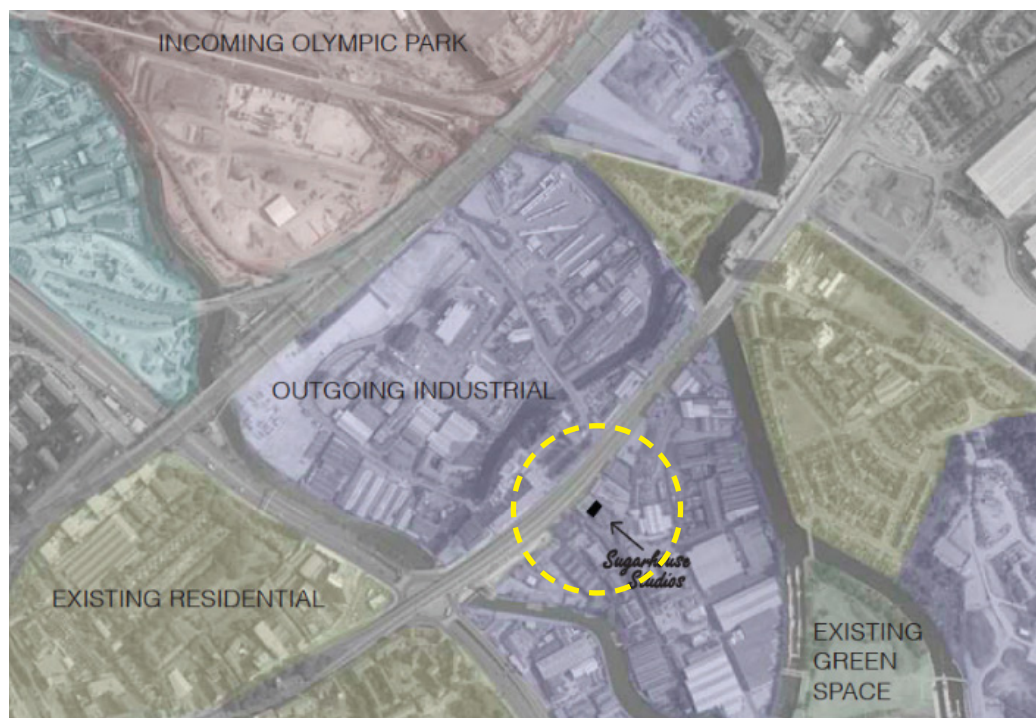 INCOMING OLYMPIC PARK
OUTGOING INDUSTRIAL
Sugarhouse
Studios
EXISTING RESIDENTIAL
EXISTING
GREEN
SPACE